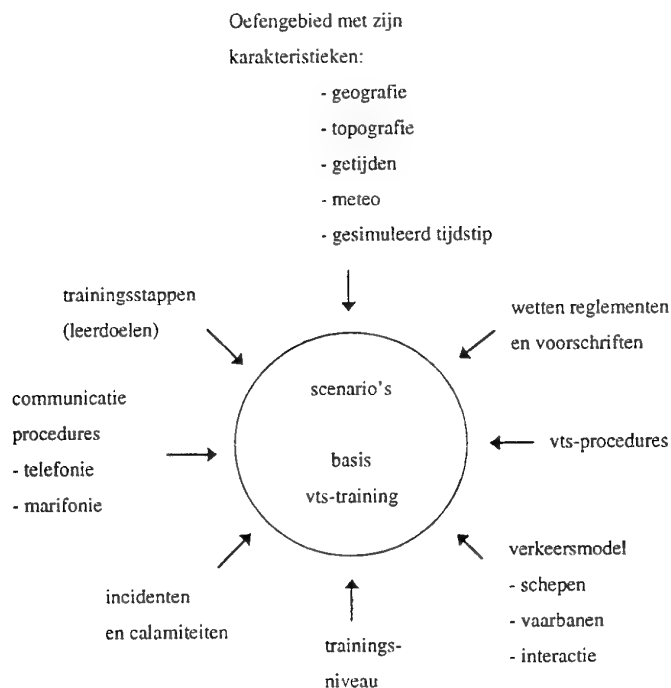 Oefengebied met zijn
karakteristieken:
- geografie
- topografie
- getijden
- meteo
- gesimuleerd tijdstip
trainingsstappen
(leerdoelen)
wetten reglementen
en voorschriften
scenario's
communicatie
procedures
- telefonie
- marifonie
basis
vts-training
vts-procedures
incidenten
en calamiteiten
verkeersmodel
- schepen
- vaarbanen
- interactie
trainings-
niveau